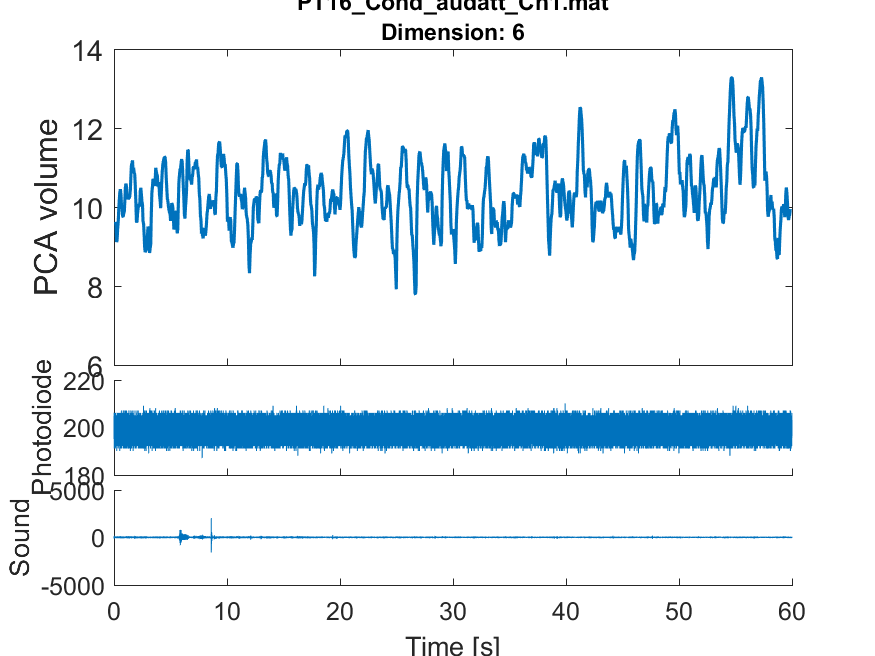 PT16_Cond_audatt_Ch1.mat
Dimension: 6
PCA volume
14
12
10
8
6
Photodiode
220
200
180
Sound
5000
0
-5000
0 10 20 30 40 50 60
Time [s]